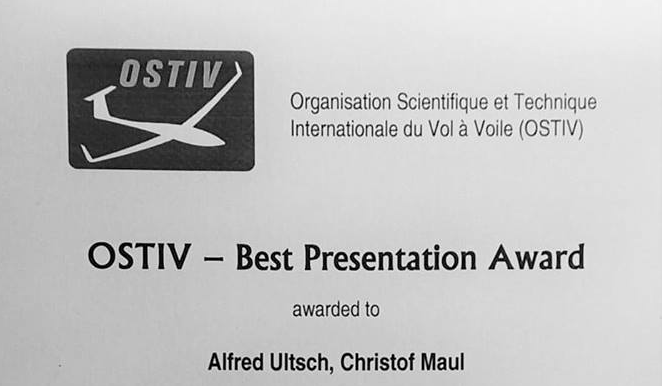 OSTIV
Organisation Scientifique et Technique
Internationale du Vol à Voile (OSTIV)
OSTIV – Best Presentation Award
awarded to
Alfred Ultsch, Christof Maul